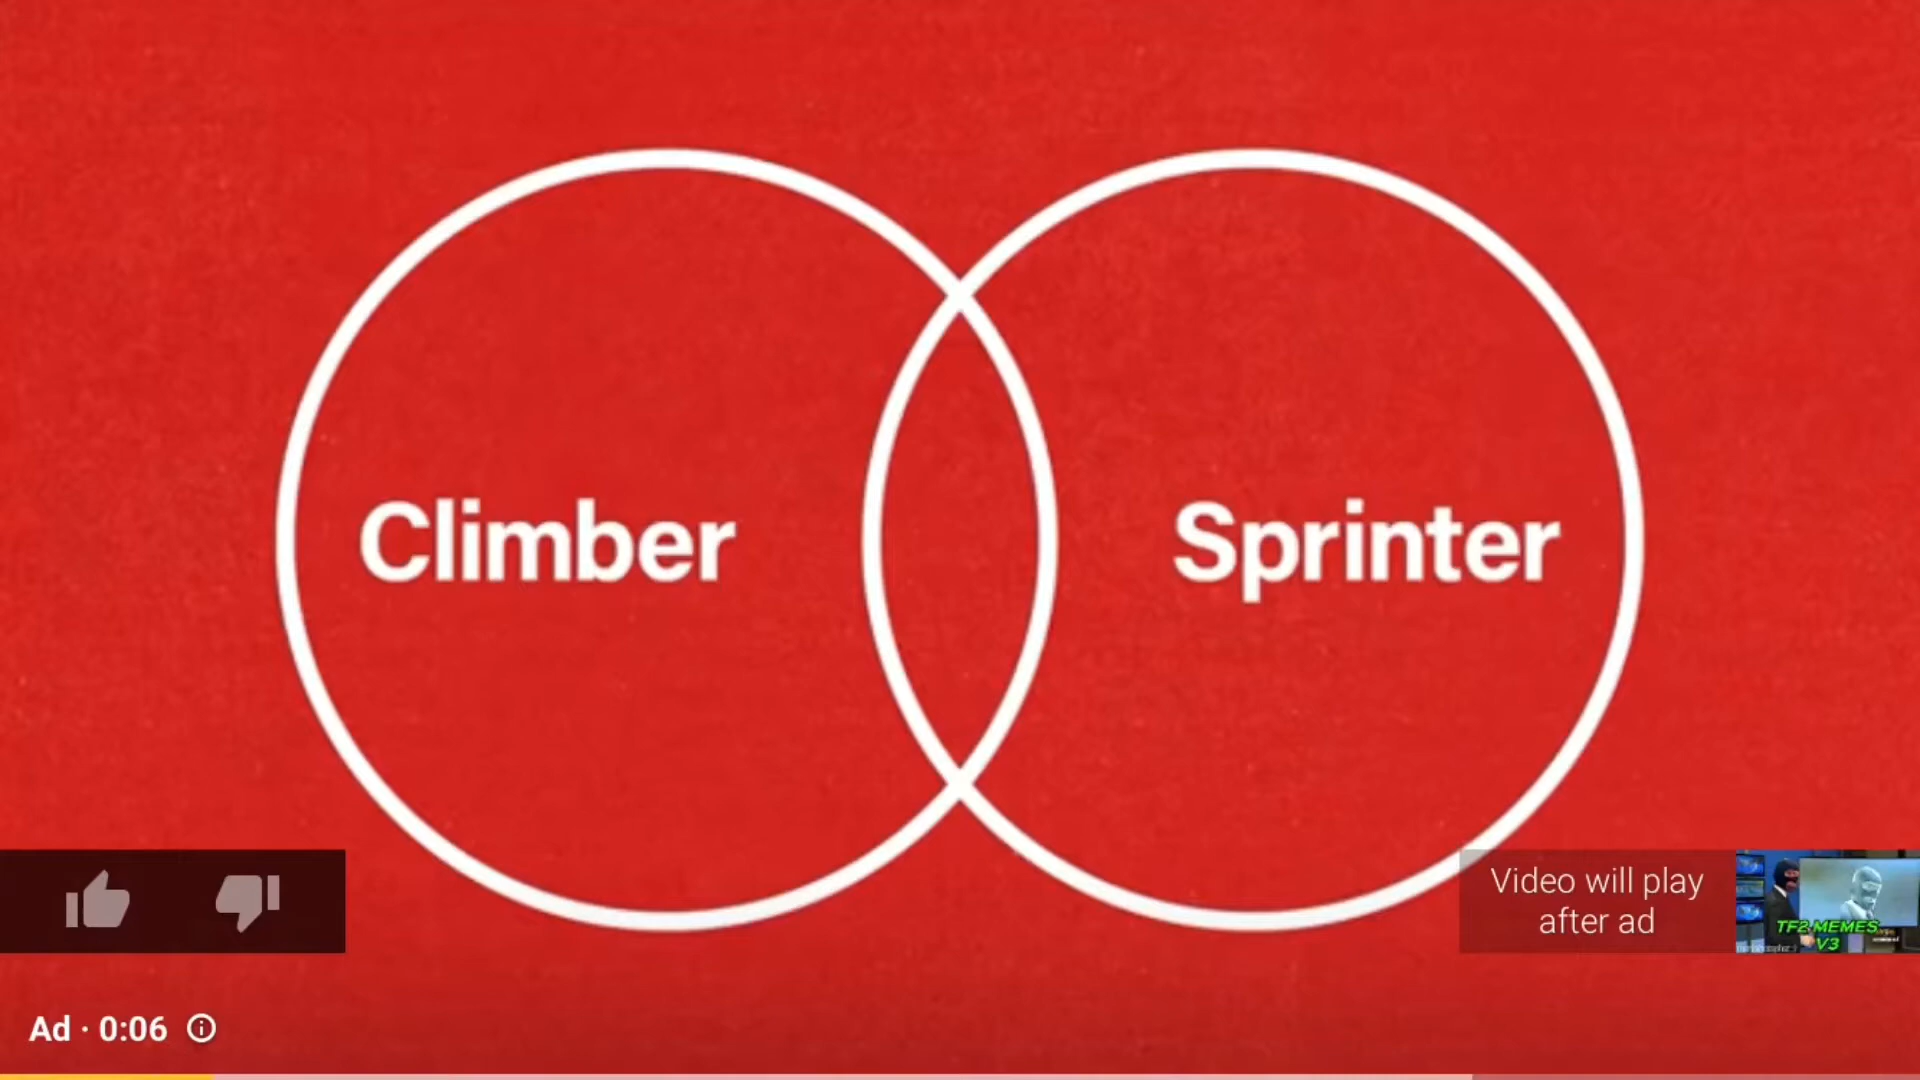 Climber
Sprinter
Video will play
after ad
TF2 MEMES
V3
Ad · 0:06